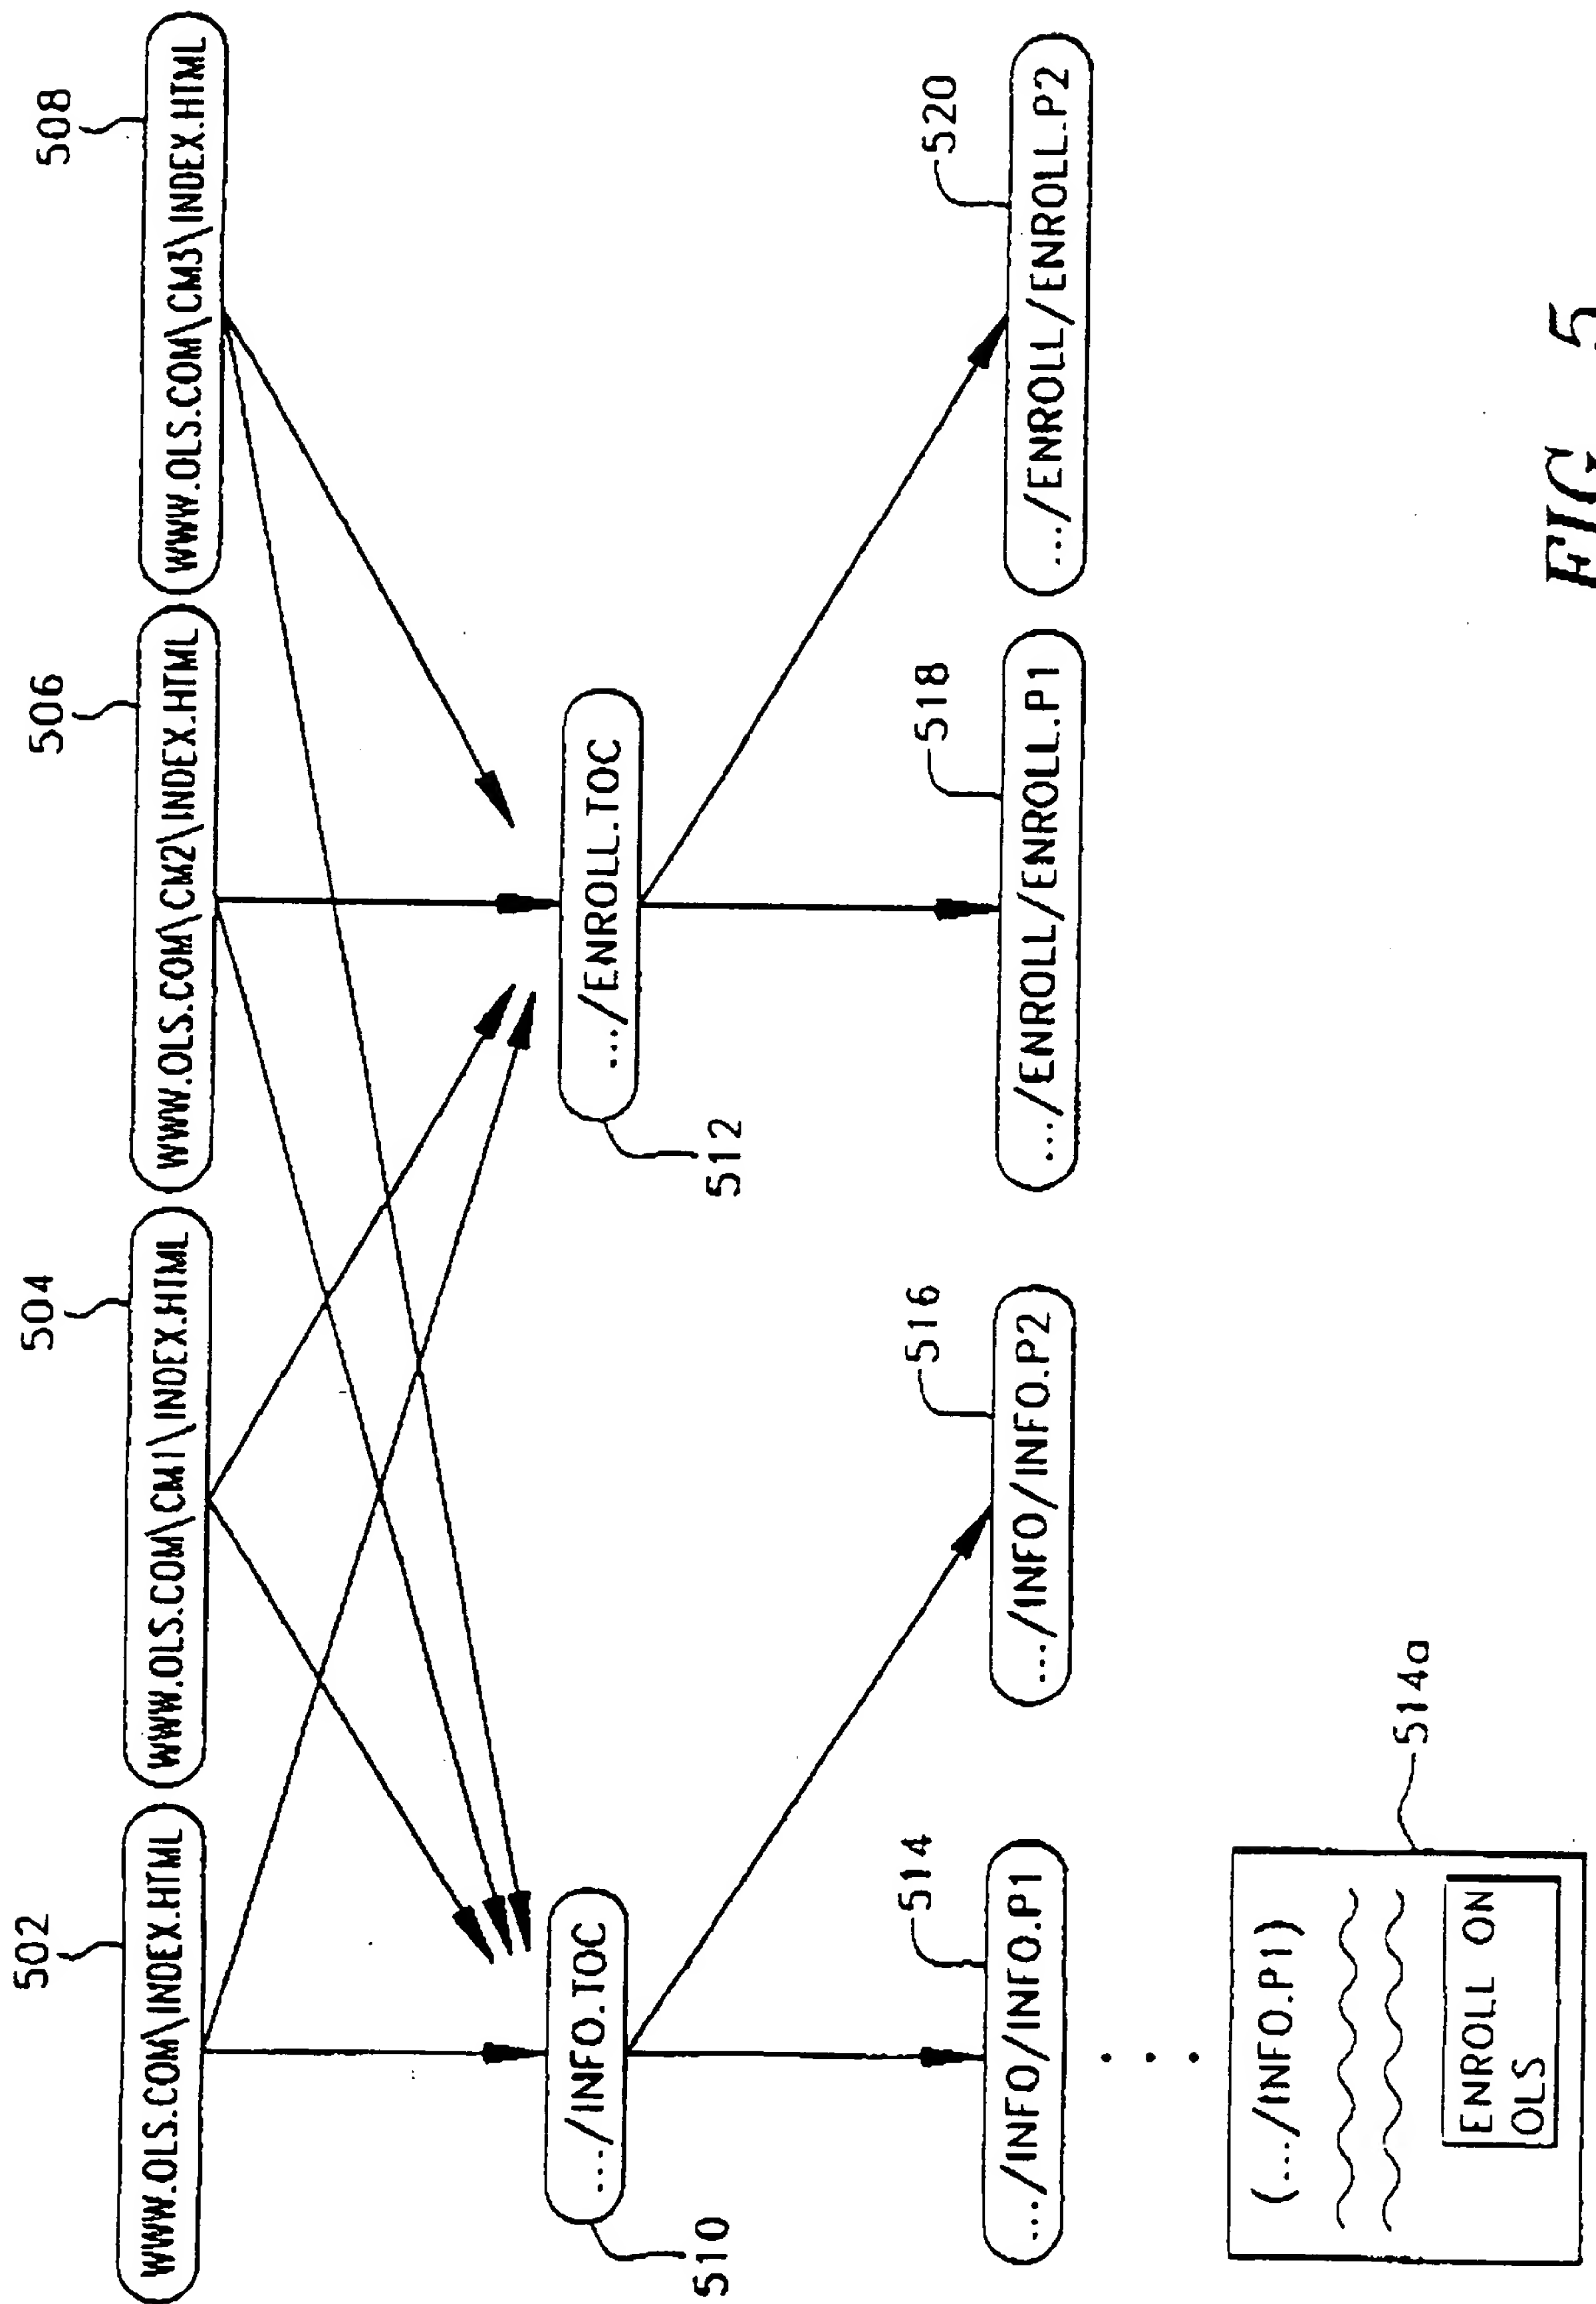 502
504
506
508
WWW.OLS.COM\INDEX.HTML
WWW.OLS.COM\CM1\INDEX.HTML
WWW.OLS.COM\CM2\INDEX.HTML
WWW.OLS.COM\CM3\INDEX.HTML
.../INFO.TOC
.../ENROLL.TOC
510
512
514
516
518
520
.../INFO/INFO.P1
.../INFO/INFO.P2
.../ENROLL/ENROLL.P1
.../ENROLL/ENROLL.P2
(.../INFO.P1)
ENROLL ON
OLS
514a
FIG. 5